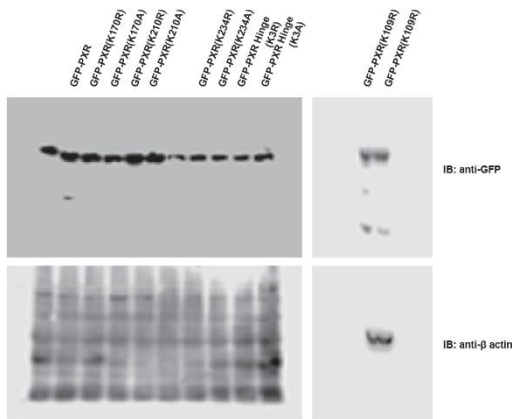 GFP-PXR
GFP-PXR(K170R)
GFP-PXR(K170A)
GFP-PXR(K210R)
GFP-PXR(K210A)
GFP-PXR(K234R)
GFP-PXR(K234A)
GFP-PXR Hinge
(K3R)
GFP-PXR Hinge
(K3A)
GFP-PXR(K109R)
GFP-PXR(K109R)
IB: anti-GFP
IB: anti-β actin